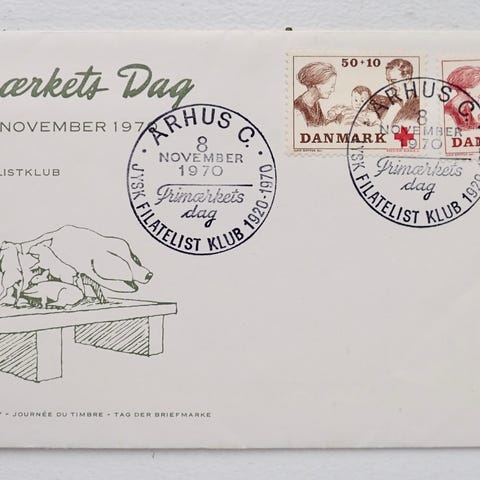 ærkets Dag
NOVEMBER 197
LISTKLUB
ÅRHUS C.
8
NOVEMBER
1970
Frimærkets
dag
JYSK FILATELIST KLUB 1920-1970
50+10
DANMARK
DA
ÅRHUS C.
8
NOVEMBER
1970
Frimærkets
dag
JYSK FILATELIST KLUB 1920-1970
• JOURNÉE DU TIMBRE • TAG DER BRIEFMARKE